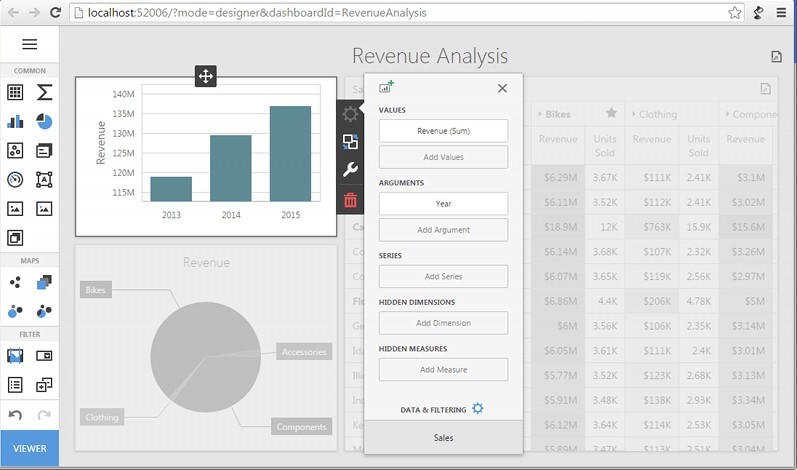 localhost:52006/?mode=designer&dashboardId=RevenueAnalysis
Revenue Analysis
COMMON
MAPS
FILTER
VIEWER
Revenue
140M
135M
130M
125M
120M
115M
2013
2014
2015
Revenue
Bikes
Accessories
Clothing
Components
VALUES
Revenue (Sum)
Add Values
ARGUMENTS
Year
Add Argument
SERIES
Add Series
HIDDEN DIMENSIONS
Add Dimension
HIDDEN MEASURES
Add Measure
DATA & FILTERING
Sales
Bikes Clothing Compone
Revenue Units Sold Revenue Units Sold Revenue
$6.29M 3.67K $111K 2.41K $3.1M
$6.11M 3.52K $112K 2.41K $3.02M
$18.9M 12K $763K 15.9K $15.6M
$6.14M 3.68K $107K 2.32K $3.26M
$6.07M 3.65K $119K 2.56K $2.97M
$6.86M 4.4K $206K 4.78K $5M
$6M 3.56K $106K 2.35K $3.14M
$6.05M 3.61K $111K 2.4K $3.01M
$5.77M 3.52K $123K 2.68K $3.13M
$5.91M 3.48K $138K 2.93K $3.34M
$6.12M 3.64K $114K 2.53K $3.05M
$5.89M 3.47K $113K 2.51K $3.04M